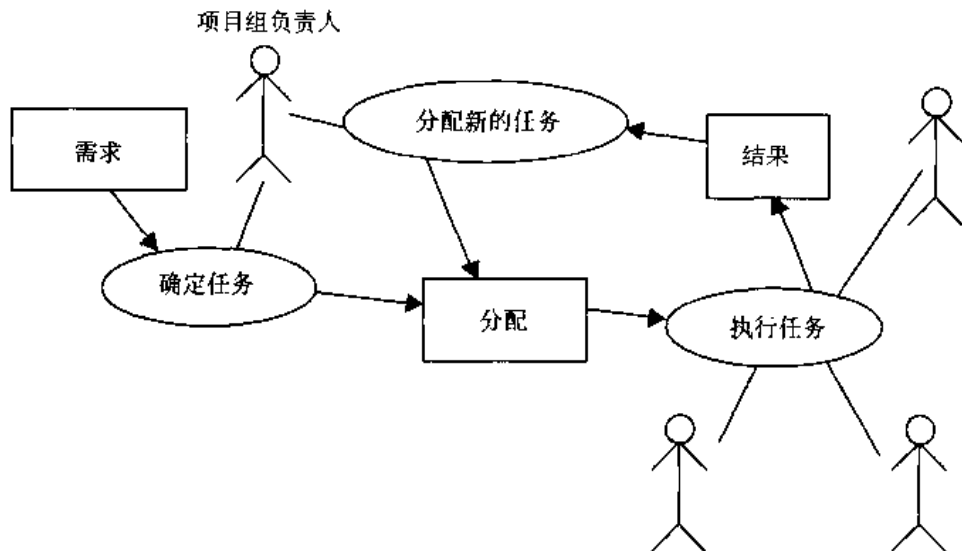 项目组负责人
分配新的任务
需求
结果
确定任务
分配
执行任务